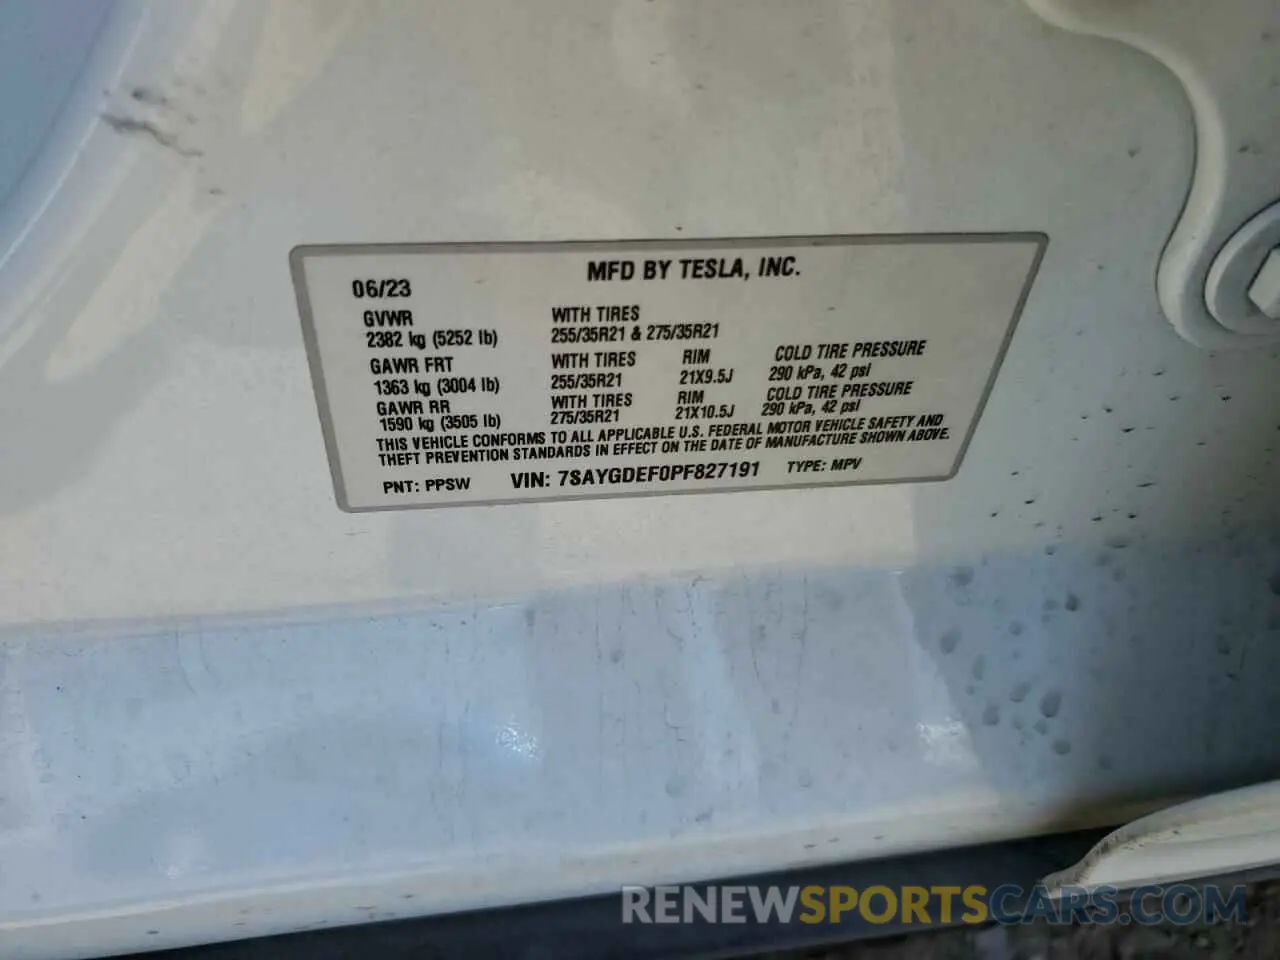 MFD BY TESLA, INC.
06/23
GVWR WITH TIRES
2382 kg (5252 lb) 255/35R21 & 275/35R21
GAWR FRT WITH TIRES RIM COLD TIRE PRESSURE
1363 kg (3004 lb) 255/35R21 21X9.5J 290 kPa, 42 psi
GAWR RR WITH TIRES RIM COLD TIRE PRESSURE
1590 kg (3505 lb) 275/35R21 21X10.5J 290 kPa, 42 psi
THIS VEHICLE CONFORMS TO ALL APPLICABLE U.S. FEDERAL MOTOR VEHICLE SAFETY AND
THEFT PREVENTION STANDARDS IN EFFECT ON THE DATE OF MANUFACTURE SHOWN ABOVE.
PNT: PPSW VIN: 7SAYGDEF0PF827191 TYPE: MPV
RENEWSPORTSCARS.COM